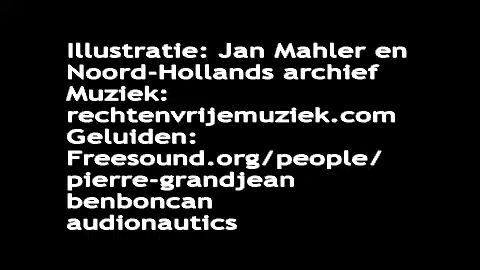 Illustratie: Jan Mahler en
Noord-Hollands archief
Muziek:
rechtenvrijemuziek.com
Geluiden:
Freesound.org/people/
pierre-grandjean
benboncan
audionautics